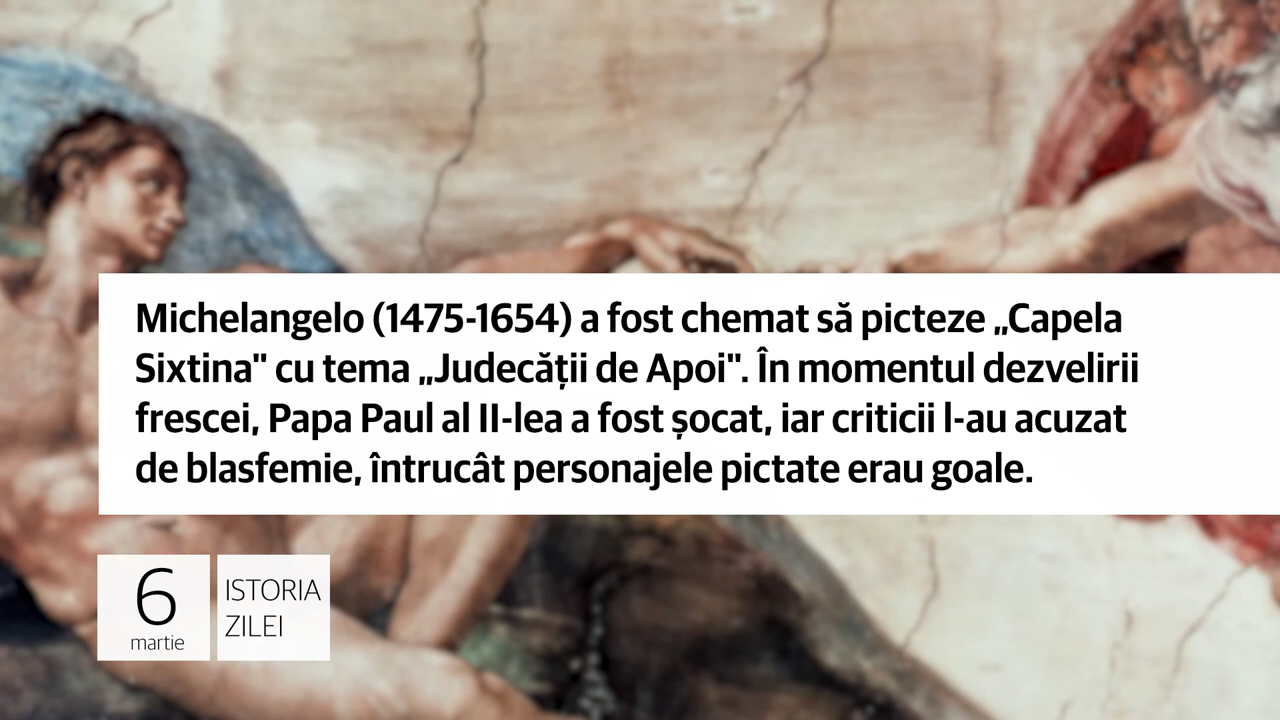 Michelangelo (1475-1654) a fost chemat să picteze „Capela
Sixtina" cu tema „Judecății de Apoi". În momentul dezvelirii
frescei, Papa Paul al II-lea a fost șocat, iar criticii l-au acuzat
de blasfemie, întrucât personajele pictate erau goale.
6
martie
ISTORIA
ZILEI